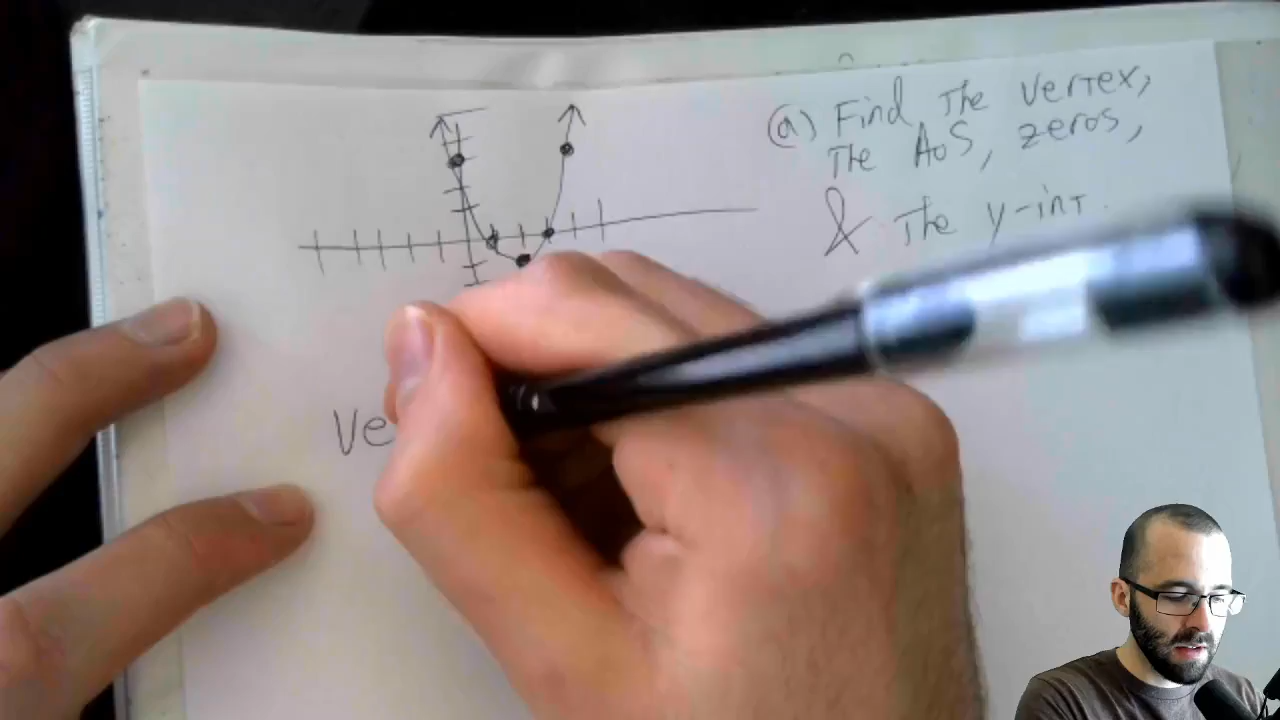 (a) Find The Vertex,
The AoS, zeros,
& The y-int.
Ve